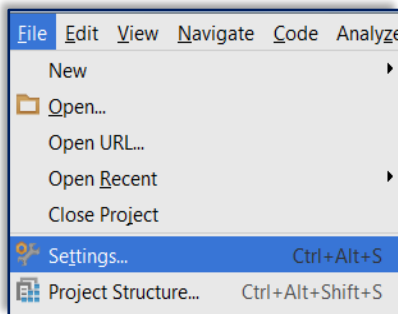 File Edit View Navigate Code Analyze
New
Open...
Open URL...
Open Recent
Close Project
Settings... Ctrl+Alt+S
Project Structure... Ctrl+Alt+Shift+S